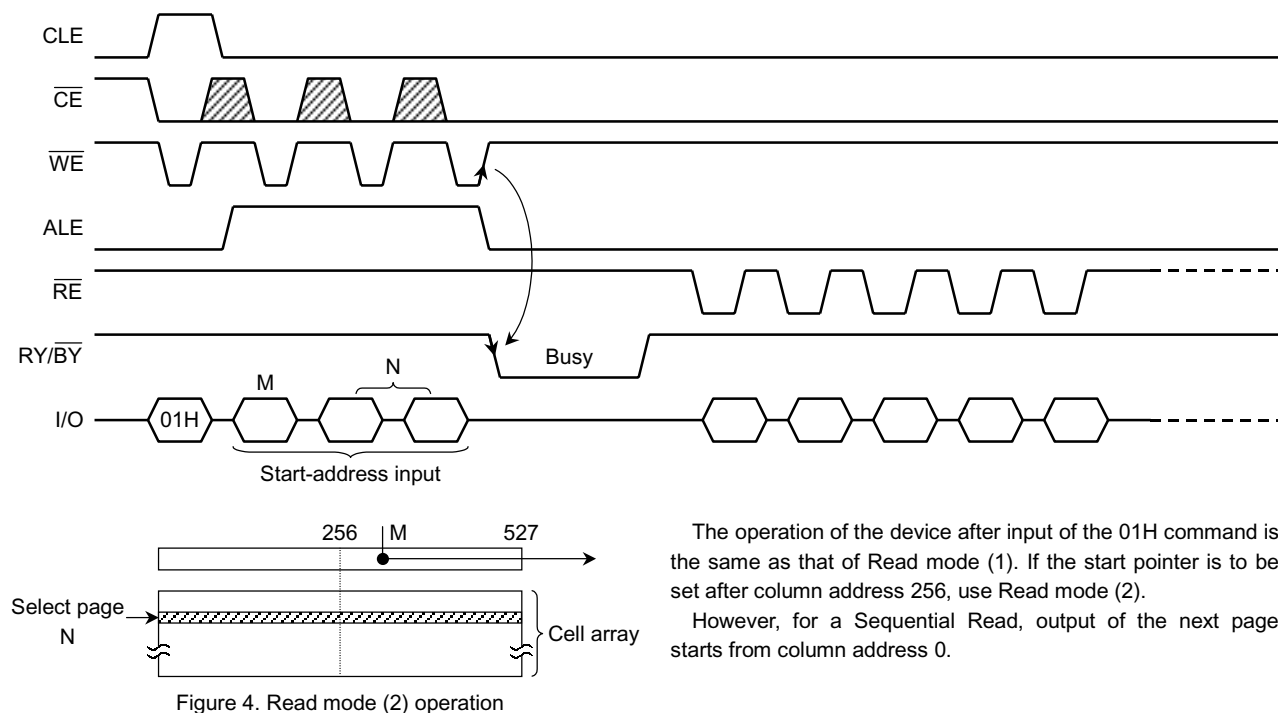 CLE
CE
WE
ALE
RE
RY/BY
Busy
M
N
I/O
01H
Start-address input
256
M
527
Select page
N
Cell array
Figure 4. Read mode (2) operation
The operation of the device after input of the 01H command is
the same as that of Read mode (1). If the start pointer is to be
set after column address 256, use Read mode (2).
However, for a Sequential Read, output of the next page
starts from column address 0.